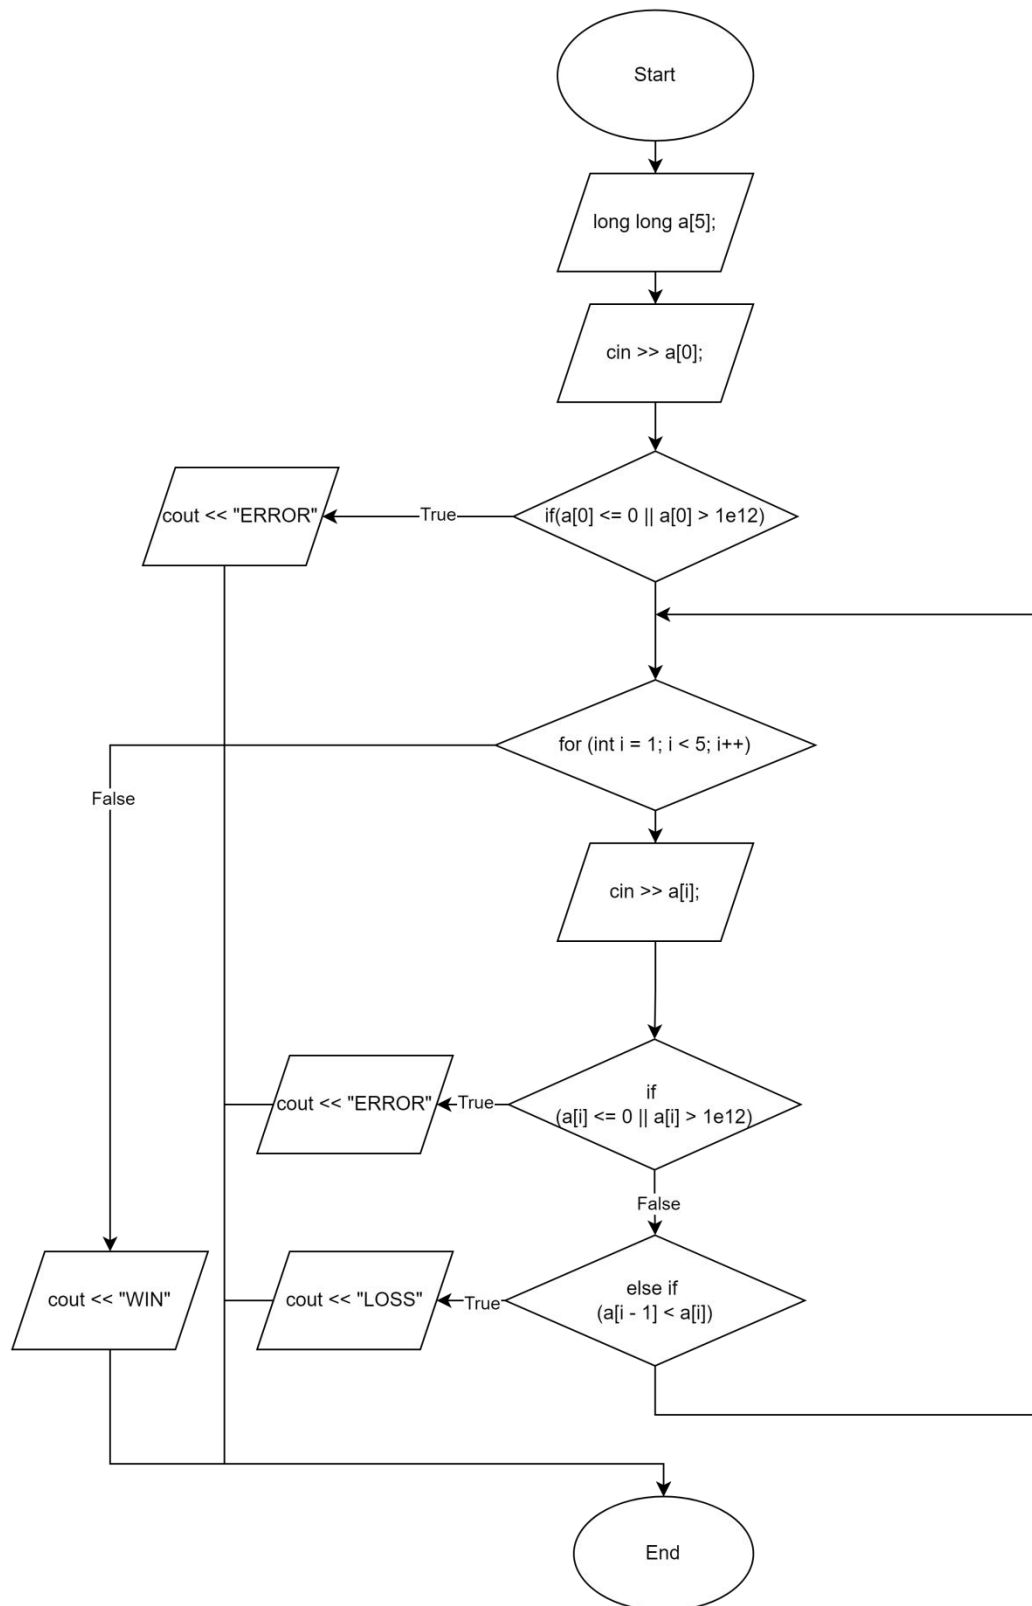 Start
long long a[5];
cin >> a[0];
if(a[0] <= 0 || a[0] > 1e12)
True
cout << "ERROR"
for (int i = 1; i < 5; i++)
False
cin >> a[i];
if
(a[i] <= 0 || a[i] > 1e12)
True
cout << "ERROR"
False
else if
(a[i - 1] < a[i])
True
cout << "LOSS"
cout << "WIN"
End